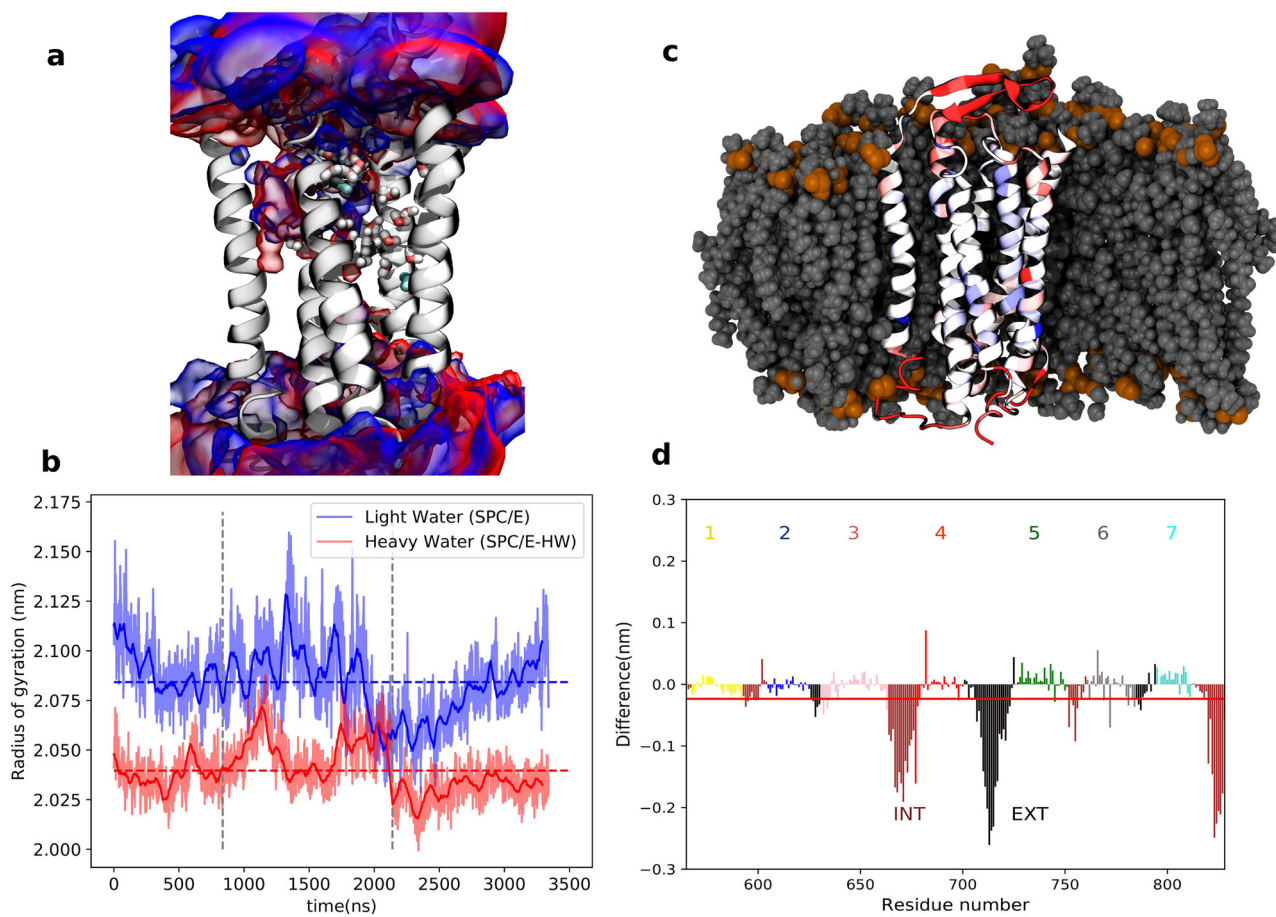 a
c
b
2.175
2.150
2.125
2.100
2.075
2.050
2.025
2.000
Radius of gyration (nm)
Light Water (SPC/E)
Heavy Water (SPC/E-HW)
0 500 1000 1500 2000 2500 3000 3500
time(ns)
d
0.3
0.2
0.1
0.0
−0.1
−0.2
−0.3
Difference(nm)
1 2 3 4 5 6 7
INT EXT
600 650 700 750 800
Residue number